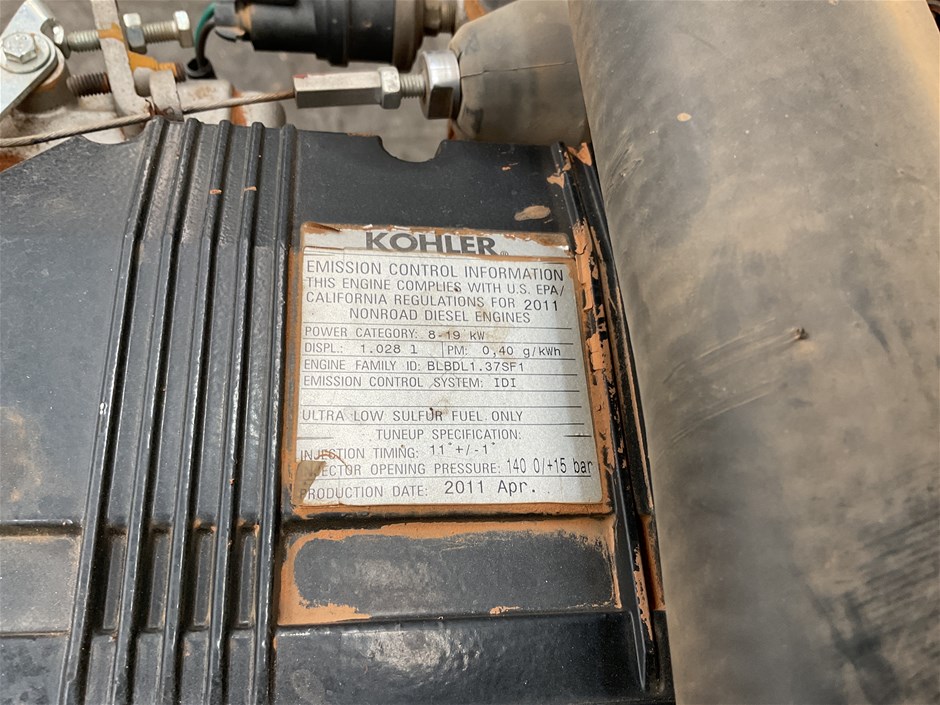 KOHLER
EMISSION CONTROL INFORMATION
THIS ENGINE COMPLIES WITH U.S. EPA/
CALIFORNIA REGULATIONS FOR 2011
NONROAD DIESEL ENGINES
POWER CATEGORY: 8-19 kW
DISPL.: 1.028 l PM: 0,40 g/kWh
ENGINE FAMILY ID: BLBDL1.37SF1
EMISSION CONTROL SYSTEM: IDI
ULTRA LOW SULFUR FUEL ONLY
TUNEUP SPECIFICATION:
INJECTION TIMING: 11°+/-1°
JECTOR OPENING PRESSURE: 140 0/+15 bar
PRODUCTION DATE: 2011 Apr.